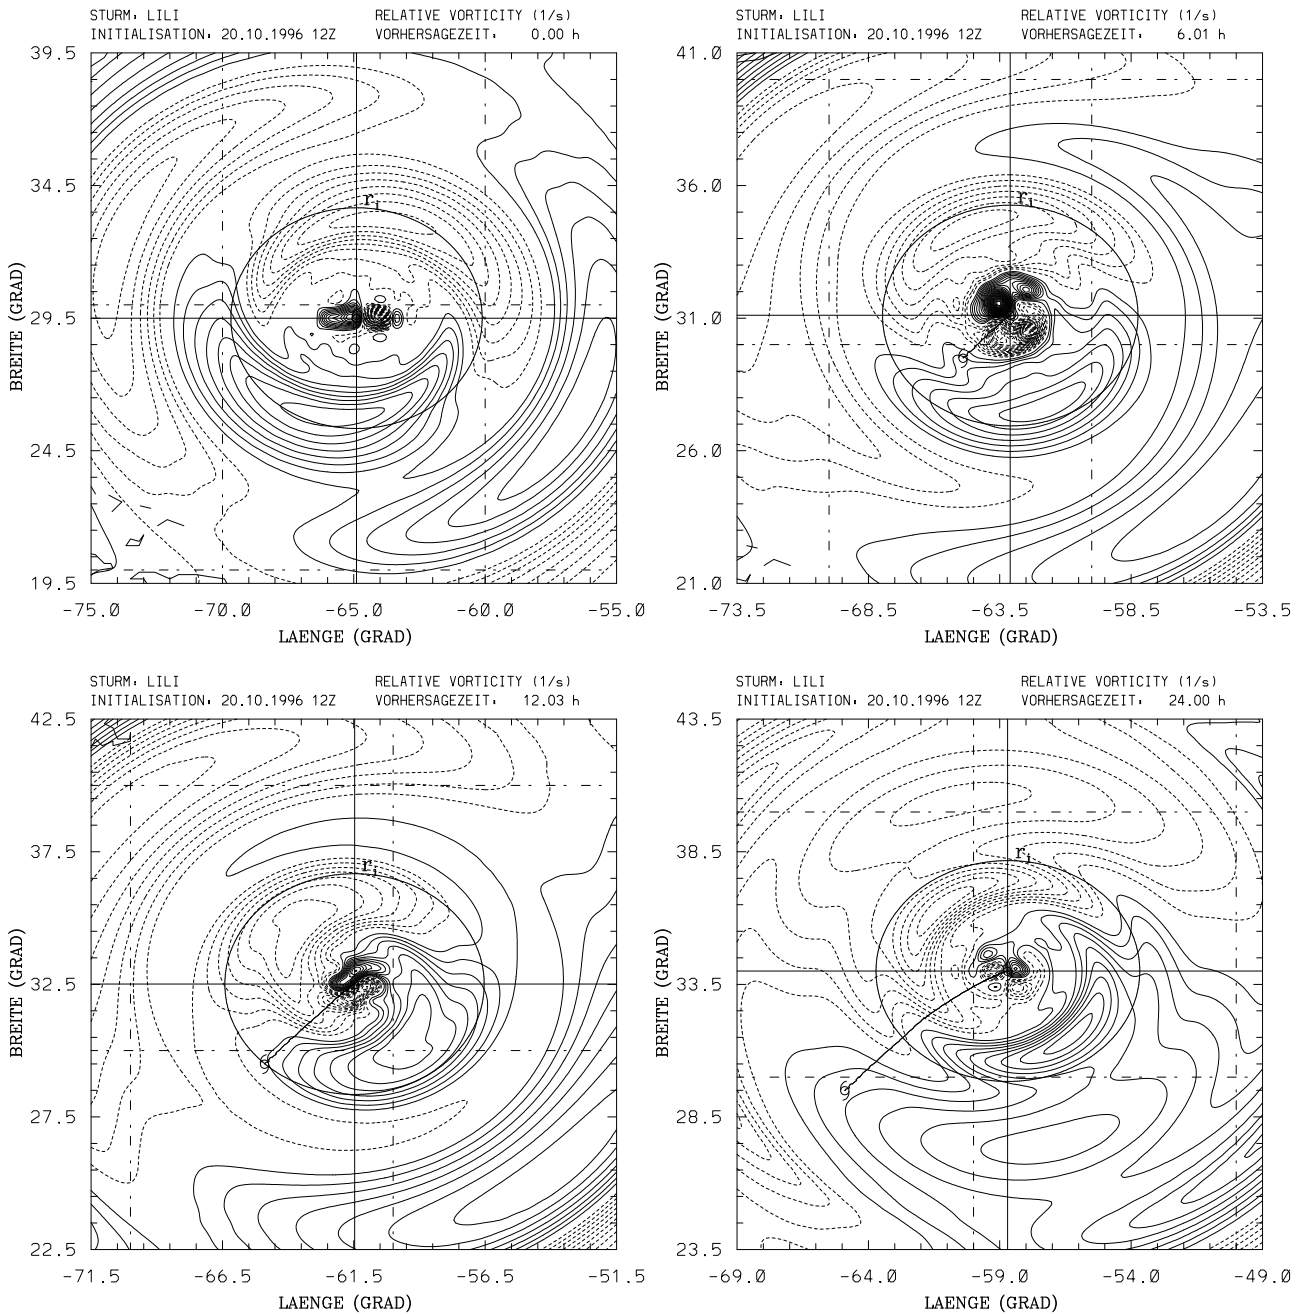 STURM: LILI RELATIVE VORTICITY (1/s)
INITIALISATION: 20.10.1996 12Z VORHERSAGEZEIT: 0.00 h
39.5
34.5
29.5
24.5
19.5
BREITE (GRAD)
r_i
-75.0 -70.0 -65.0 -60.0 -55.0
LAENGE (GRAD)
STURM: LILI RELATIVE VORTICITY (1/s)
INITIALISATION: 20.10.1996 12Z VORHERSAGEZEIT: 6.01 h
41.0
36.0
31.0
26.0
21.0
BREITE (GRAD)
r_i
-73.5 -68.5 -63.5 -58.5 -53.5
LAENGE (GRAD)
STURM: LILI RELATIVE VORTICITY (1/s)
INITIALISATION: 20.10.1996 12Z VORHERSAGEZEIT: 12.03 h
42.5
37.5
32.5
27.5
22.5
BREITE (GRAD)
r_i
-71.5 -66.5 -61.5 -56.5 -51.5
LAENGE (GRAD)
STURM: LILI RELATIVE VORTICITY (1/s)
INITIALISATION: 20.10.1996 12Z VORHERSAGEZEIT: 24.00 h
43.5
38.5
33.5
28.5
23.5
BREITE (GRAD)
r_i
-69.0 -64.0 -59.0 -54.0 -49.0
LAENGE (GRAD)